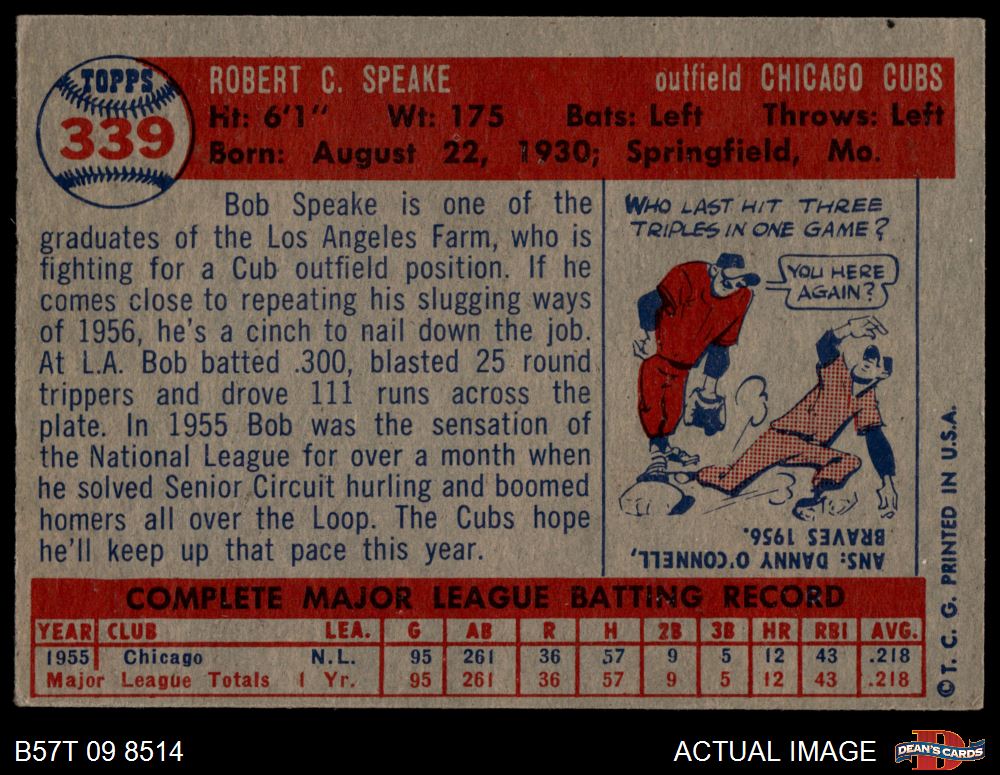 TOPPS
339
ROBERT C. SPEAKE outfield CHICAGO CUBS
Ht: 6'1" Wt: 175 Bats: Left Throws: Left
Born: August 22, 1930; Springfield, Mo.
Bob Speake is one of the
graduates of the Los Angeles Farm, who is
fighting for a Cub outfield position. If he
comes close to repeating his slugging ways
of 1956, he's a cinch to nail down the job.
At L.A. Bob batted .300, blasted 25 round
trippers and drove 111 runs across the
plate. In 1955 Bob was the sensation of
the National League for over a month when
he solved Senior Circuit hurling and boomed
homers all over the Loop. The Cubs hope
he'll keep up that pace this year.
WHO LAST HIT THREE
TRIPLES IN ONE GAME?
YOU HERE
AGAIN?
ANS: DANNY O'CONNELL,
BRAVES 1956.
© T. C. G. PRINTED IN U.S.A.
COMPLETE MAJOR LEAGUE BATTING RECORD
YEAR CLUB LEA. G AB R H 2B 3B HR RBI AVG.
1955 Chicago N.L. 95 261 36 57 9 5 12 43 .218
Major League Totals 1 Yr. 95 261 36 57 9 5 12 43 .218
B57T 09 8514 ACTUAL IMAGE DEAN'S CARDS